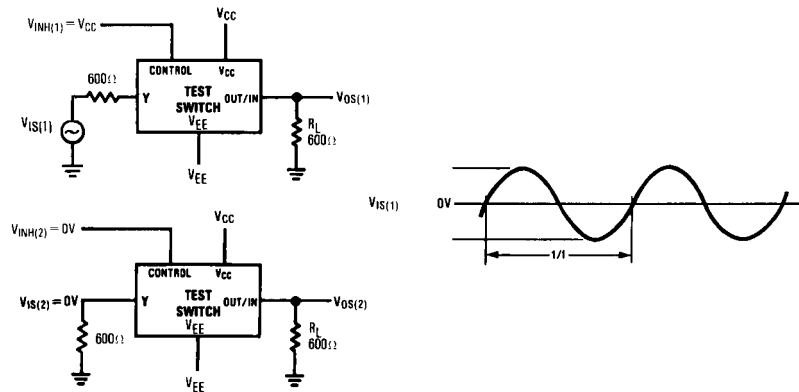 V_INH(1) = V_CC
V_CC
600Ω
CONTROL V_CC
Y TEST SWITCH OUT/IN
V_OS(1)
V_IS(1)
V_EE
R_L
600Ω
V_EE
V_IS(1)
0V
1/f
V_INH(2) = 0V
V_CC
CONTROL V_CC
V_IS(2) = 0V
Y TEST SWITCH OUT/IN
V_OS(2)
600Ω
V_EE
R_L
600Ω
V_EE